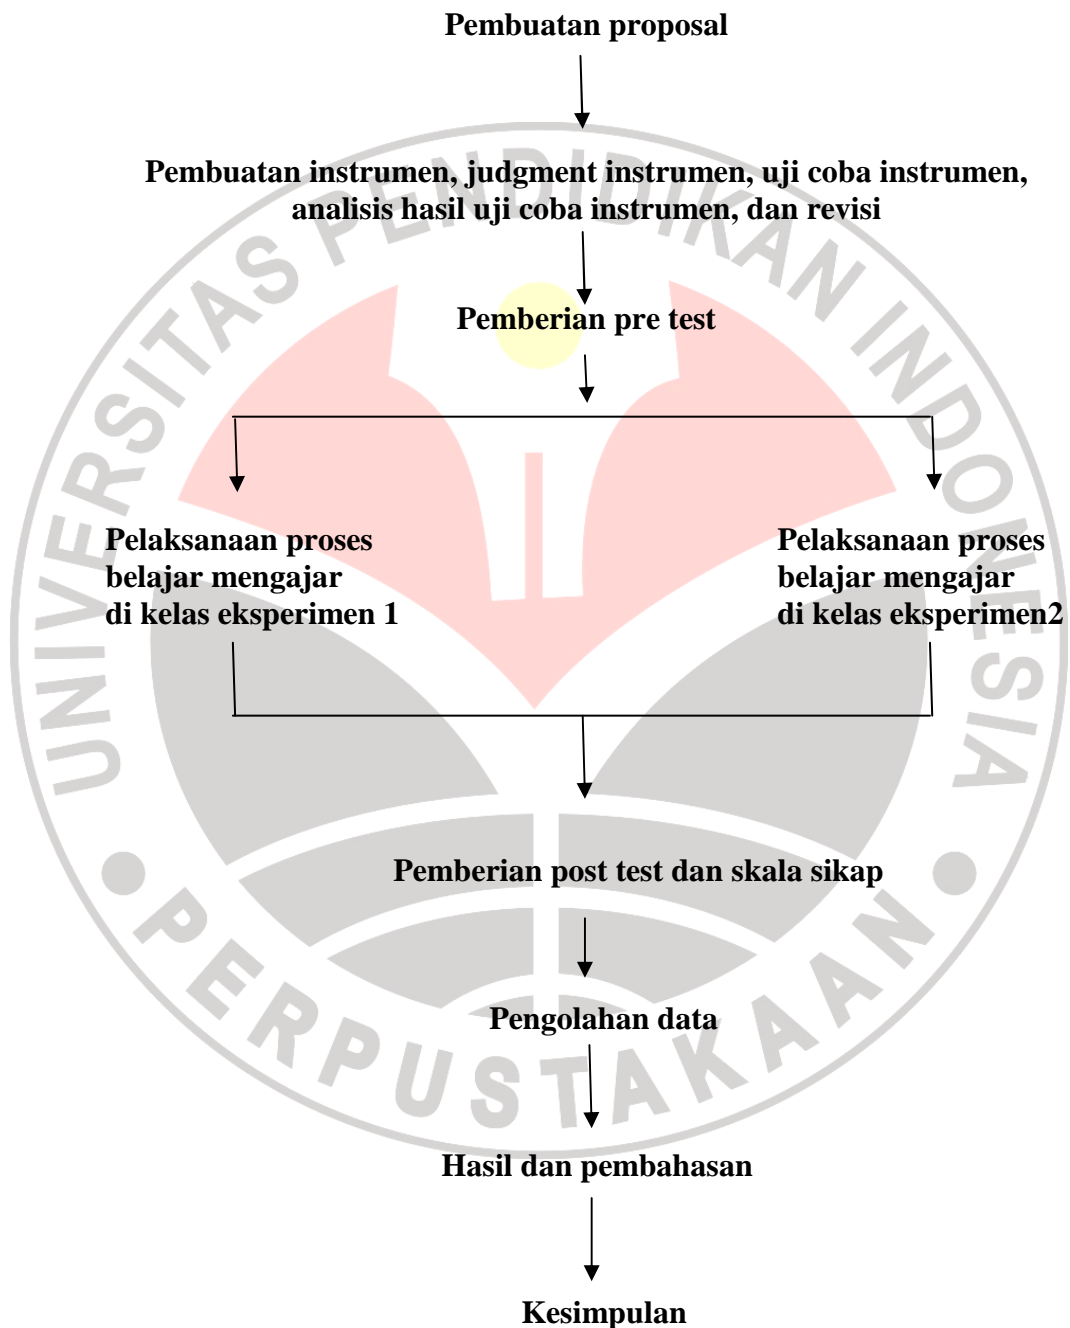 Pembuatan proposal
Pembuatan instrumen, judgment instrumen, uji coba instrumen,
analisis hasil uji coba instrumen, dan revisi
Pemberian pre test
Pelaksanaan proses
belajar mengajar
di kelas eksperimen 1
Pelaksanaan proses
belajar mengajar
di kelas eksperimen2
Pemberian post test dan skala sikap
Pengolahan data
Hasil dan pembahasan
Kesimpulan
UNIVERSITAS PENDIDIKAN INDONESIA
PERPUSTAKAAN